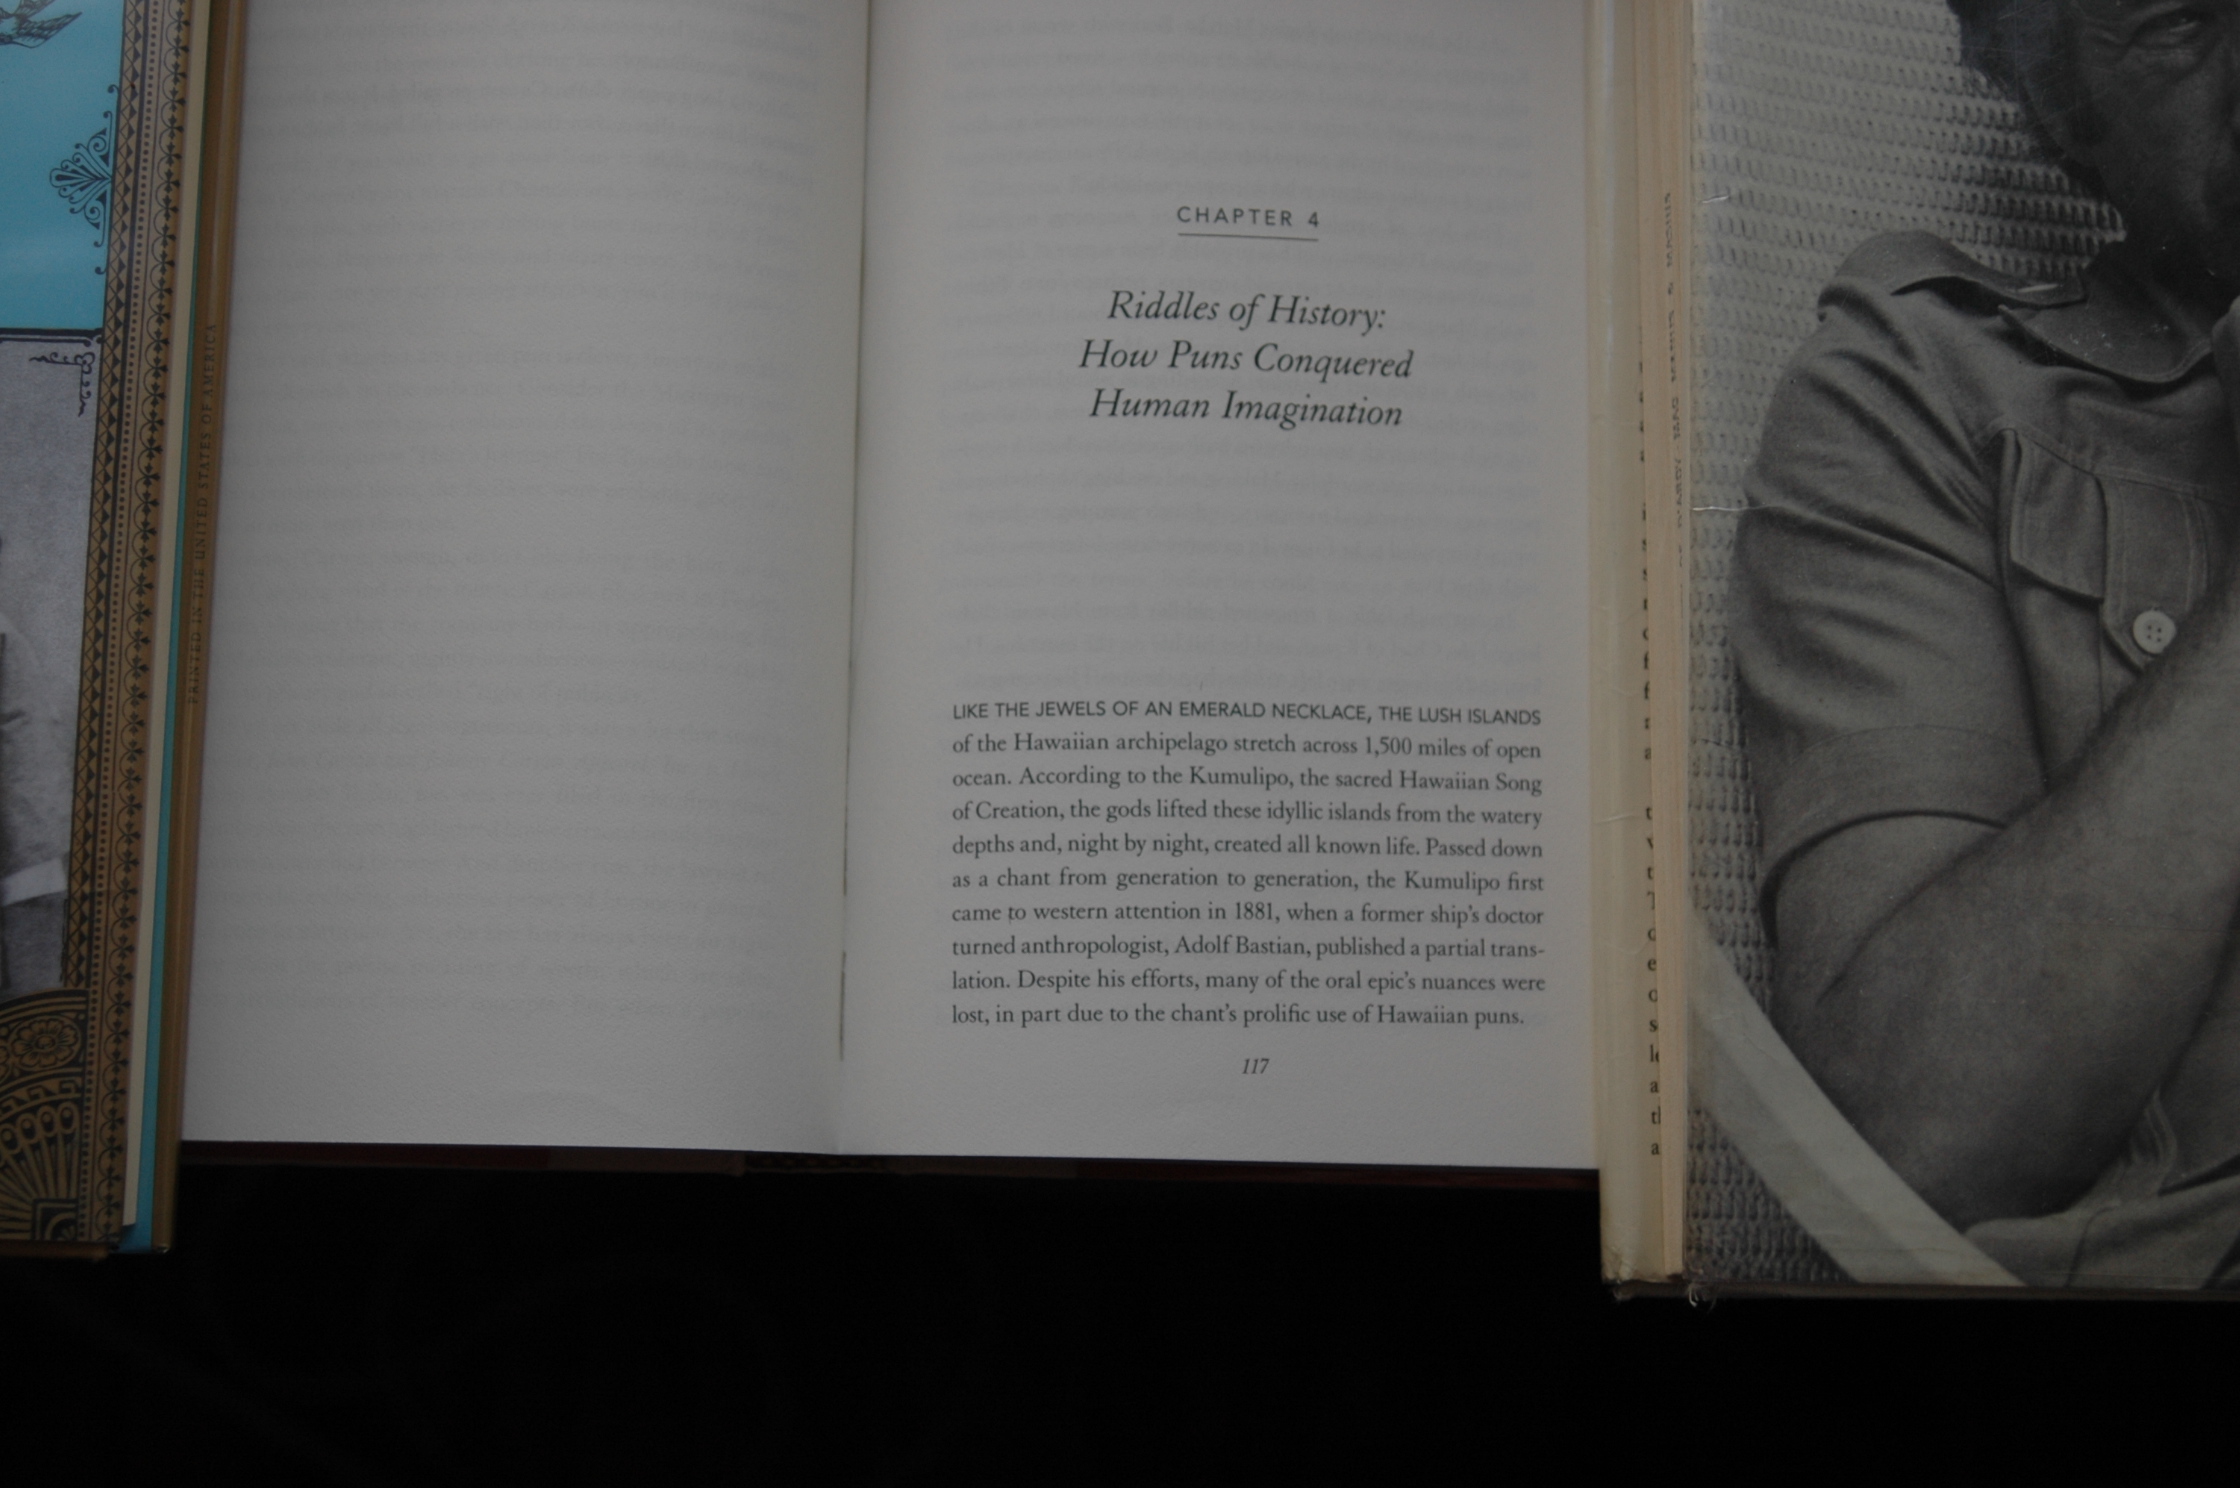 PRINTED IN THE UNITED STATES OF AMERICA
CHAPTER 4
Riddles of History:
How Puns Conquered
Human Imagination
LIKE THE JEWELS OF AN EMERALD NECKLACE, THE LUSH ISLANDS
of the Hawaiian archipelago stretch across 1,500 miles of open
ocean. According to the Kumulipo, the sacred Hawaiian Song
of Creation, the gods lifted these idyllic islands from the watery
depths and, night by night, created all known life. Passed down
as a chant from generation to generation, the Kumulipo first
came to western attention in 1881, when a former ship's doctor
turned anthropologist, Adolf Bastian, published a partial trans-
lation. Despite his efforts, many of the oral epic's nuances were
lost, in part due to the chant's prolific use of Hawaiian puns.
117